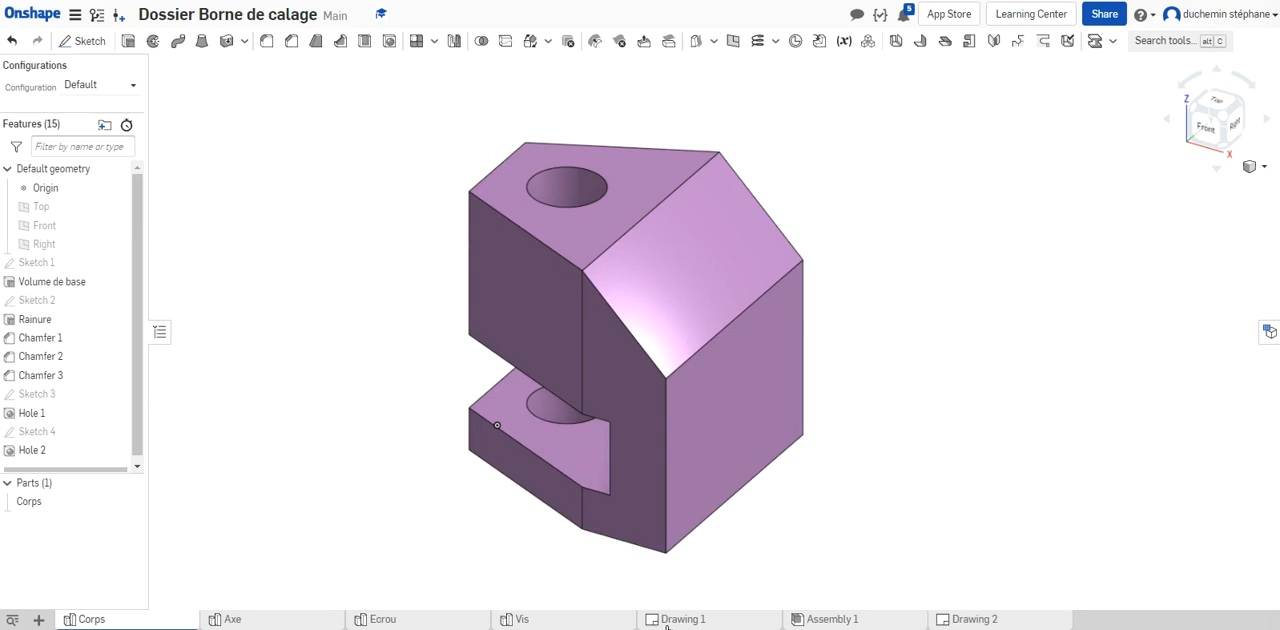 Onshape Dossier Borne de calage Main 5 App Store Learning Center Share duchemin stéphane
Sketch (x) Search tools... alt C
Configurations
Configuration Default
Features (15)
Filter by name or type
Default geometry
Origin
Top
Front
Right
Sketch 1
Volume de base
Sketch 2
Rainure
Chamfer 1
Chamfer 2
Chamfer 3
Sketch 3
Hole 1
Sketch 4
Hole 2
Parts (1)
Corps
Z
Top
Front
Right
X
Corps Axe Ecrou Vis Drawing 1 Assembly 1 Drawing 2